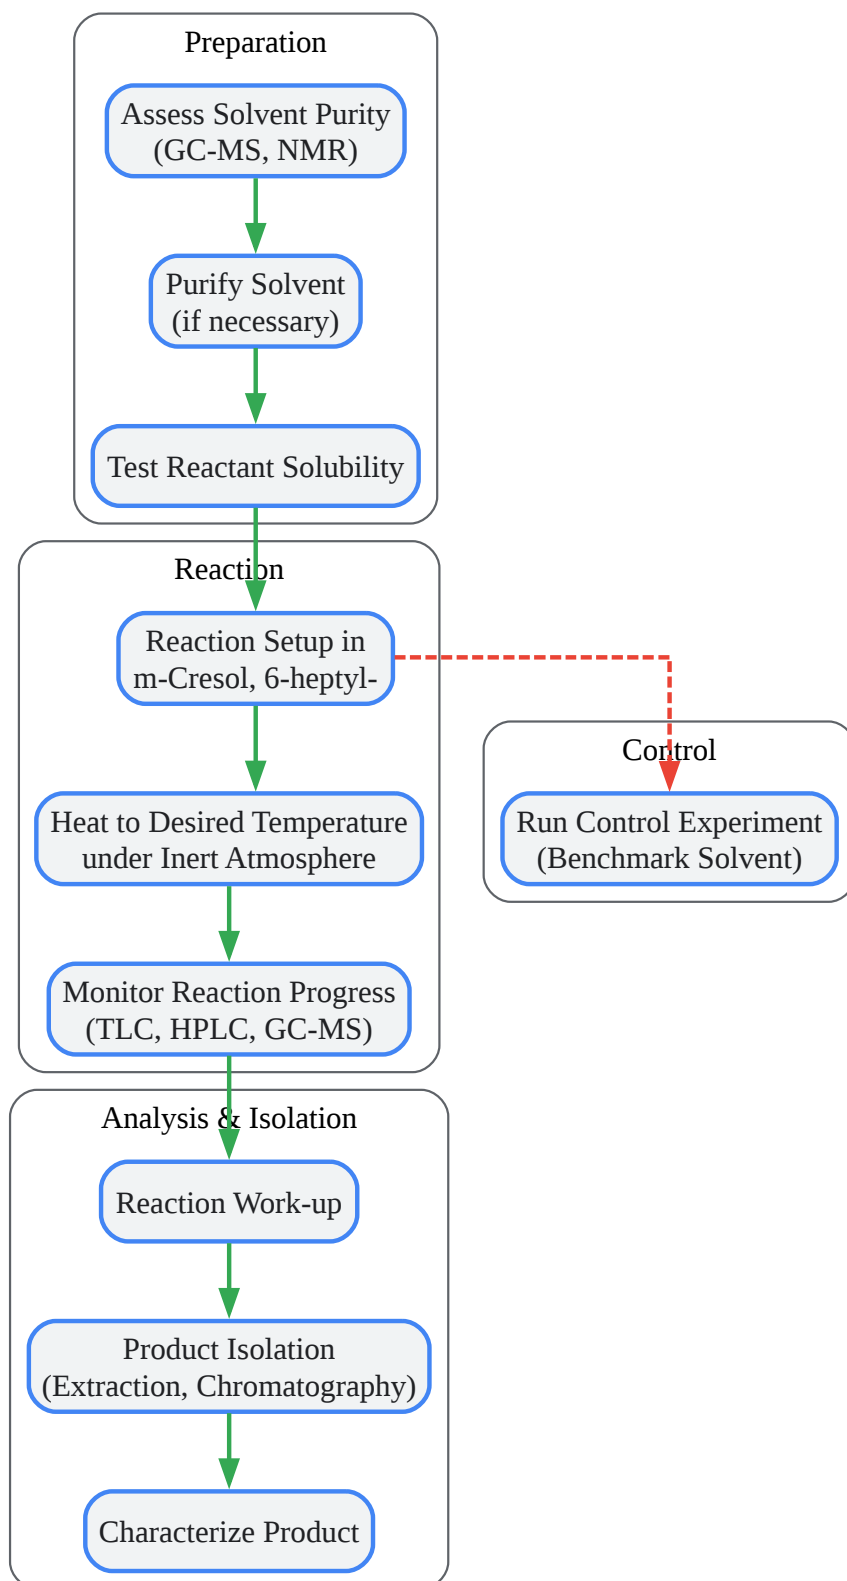 Preparation
Assess Solvent Purity
(GC-MS, NMR)
Purify Solvent
(if necessary)
Test Reactant Solubility
Reaction
Reaction Setup in
m-Cresol, 6-heptyl-
Control
Heat to Desired Temperature
under Inert Atmosphere
Run Control Experiment
(Benchmark Solvent)
Monitor Reaction Progress
(TLC, HPLC, GC-MS)
Analysis & Isolation
Reaction Work-up
Product Isolation
(Extraction, Chromatography)
Characterize Product